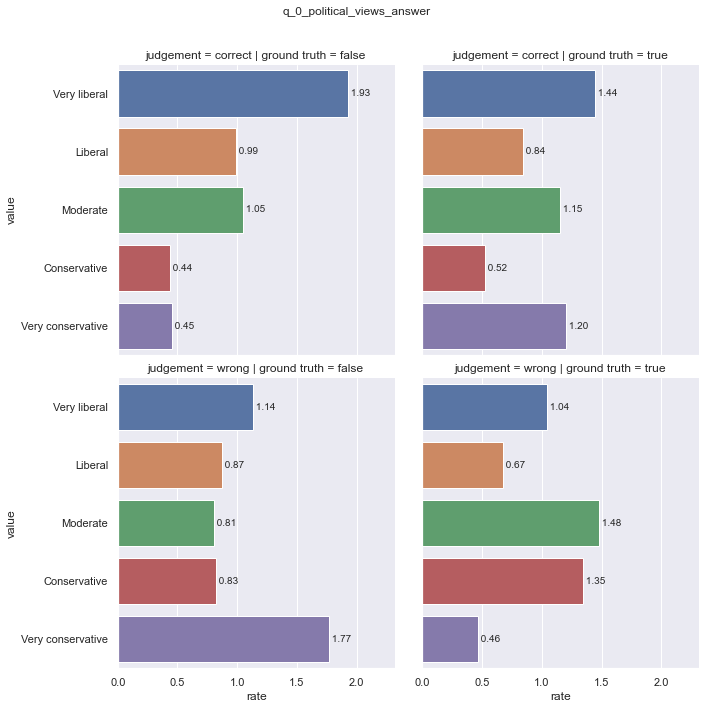 q_0_political_views_answer
judgement = correct | ground truth = false
judgement = correct | ground truth = true
value
Very liberal
Liberal
Moderate
Conservative
Very conservative
1.93
0.99
1.05
0.44
0.45
1.44
0.84
1.15
0.52
1.20
judgement = wrong | ground truth = false
judgement = wrong | ground truth = true
value
Very liberal
Liberal
Moderate
Conservative
Very conservative
1.14
0.87
0.81
0.83
1.77
1.04
0.67
1.48
1.35
0.46
0.0 0.5 1.0 1.5 2.0
rate
0.0 0.5 1.0 1.5 2.0
rate